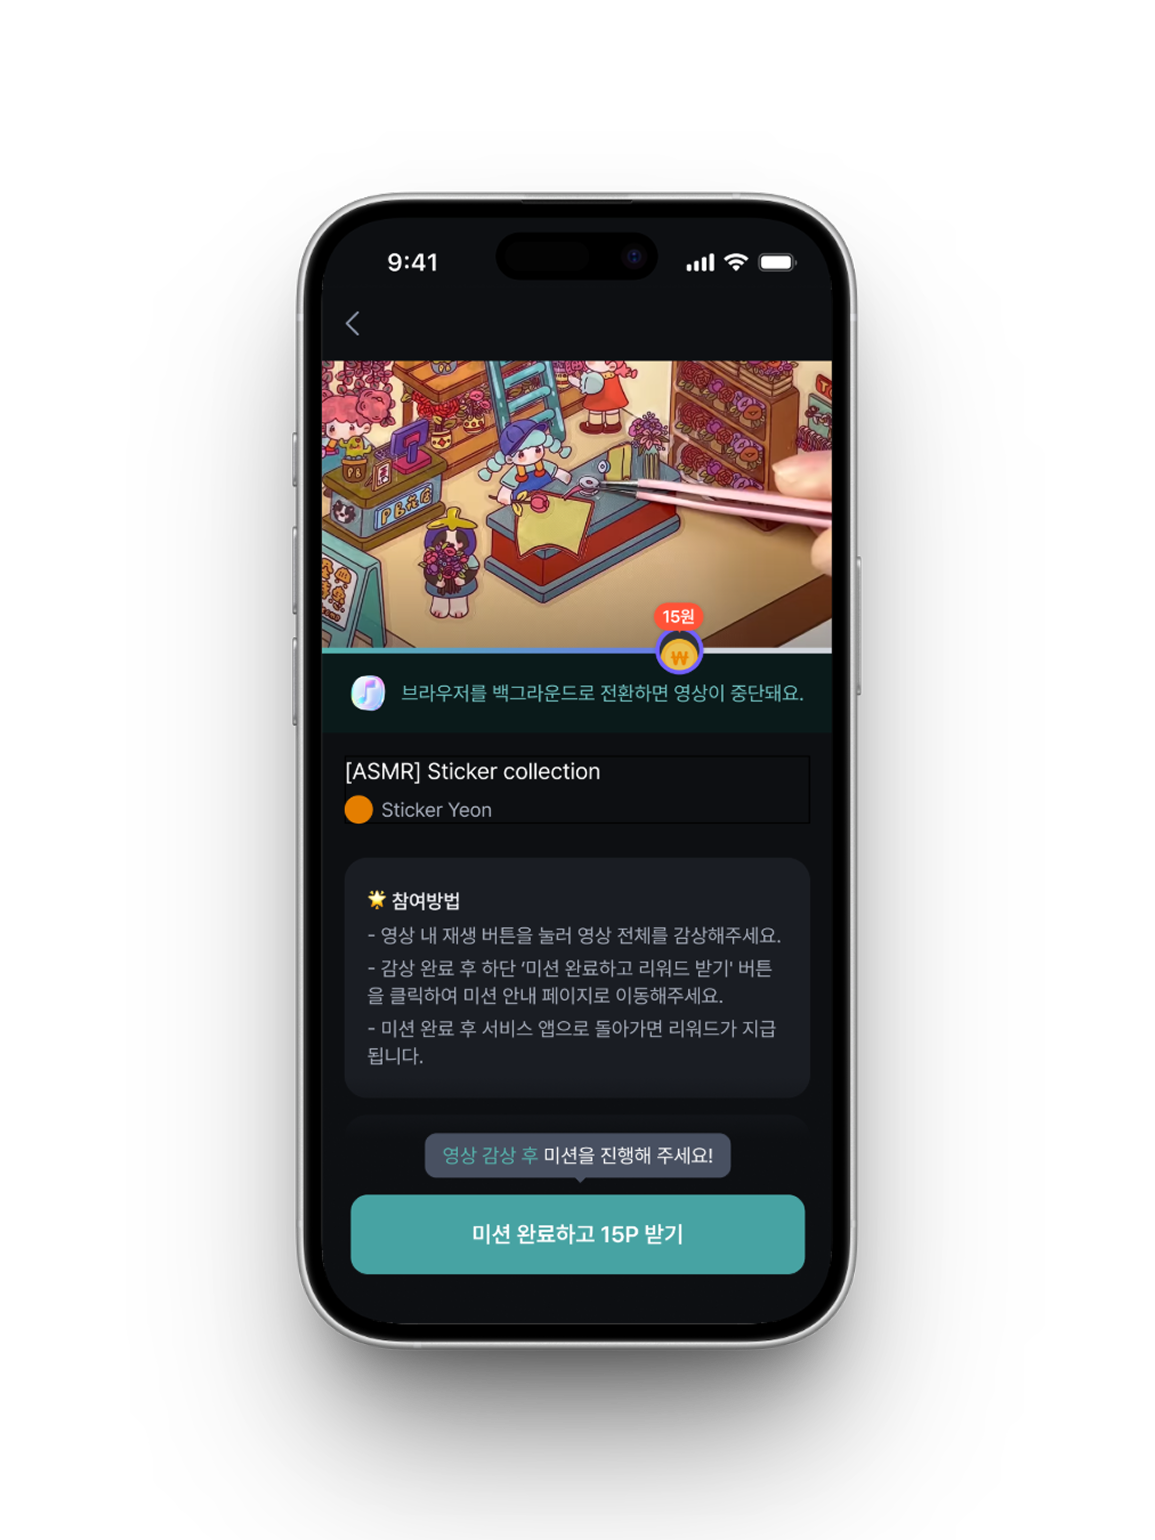 9:41
PB
PB花店
15원
₩
브라우저를 백그라운드로 전환하면 영상이 중단돼요.
[ASMR] Sticker collection
Sticker Yeon
참여방법
- 영상 내 재생 버튼을 눌러 영상 전체를 감상해주세요.
- 감상 완료 후 하단 ‘미션 완료하고 리워드 받기' 버튼
을 클릭하여 미션 안내 페이지로 이동해주세요.
- 미션 완료 후 서비스 앱으로 돌아가면 리워드가 지급
됩니다.
영상 감상 후 미션을 진행해 주세요!
미션 완료하고 15P 받기